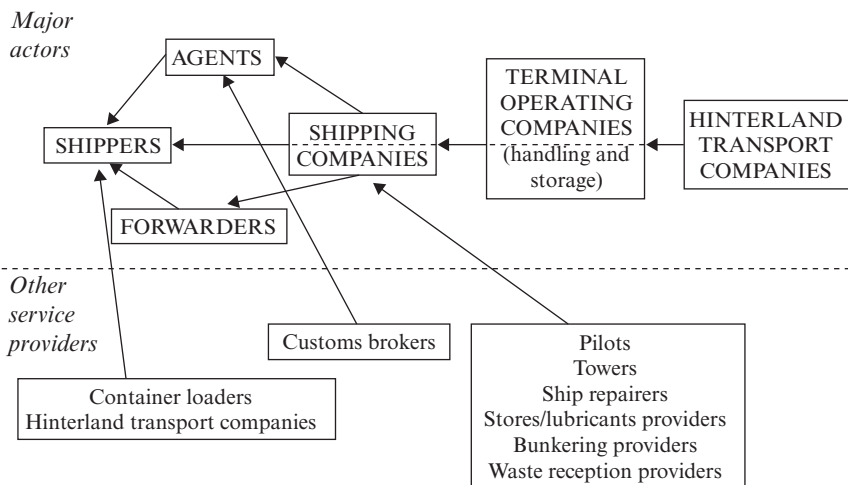 Major
actors
AGENTS
SHIPPERS
FORWARDERS
SHIPPING
COMPANIES
TERMINAL
OPERATING
COMPANIES
(handling and
storage)
HINTERLAND
TRANSPORT
COMPANIES
Other
service
providers
Container loaders
Hinterland transport companies
Customs brokers
Pilots
Towers
Ship repairers
Stores/lubricants providers
Bunkering providers
Waste reception providers